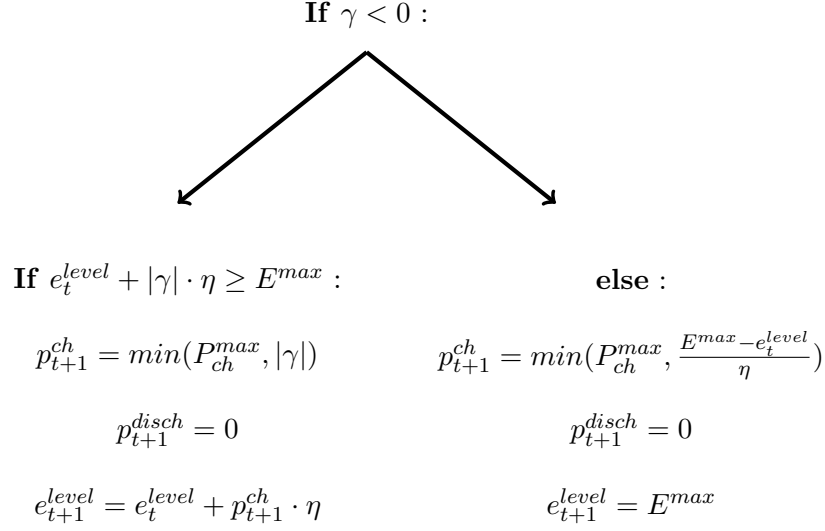 If γ < 0 :
If e_t^{level} + |γ| · η ≥ E^{max} :
p_{t+1}^{ch} = min(P_{ch}^{max}, |γ|)
p_{t+1}^{disch} = 0
e_{t+1}^{level} = e_t^{level} + p_{t+1}^{ch} · η
else :
p_{t+1}^{ch} = min(P_{ch}^{max}, \frac{E^{max} − e_t^{level}}{η})
p_{t+1}^{disch} = 0
e_{t+1}^{level} = E^{max}